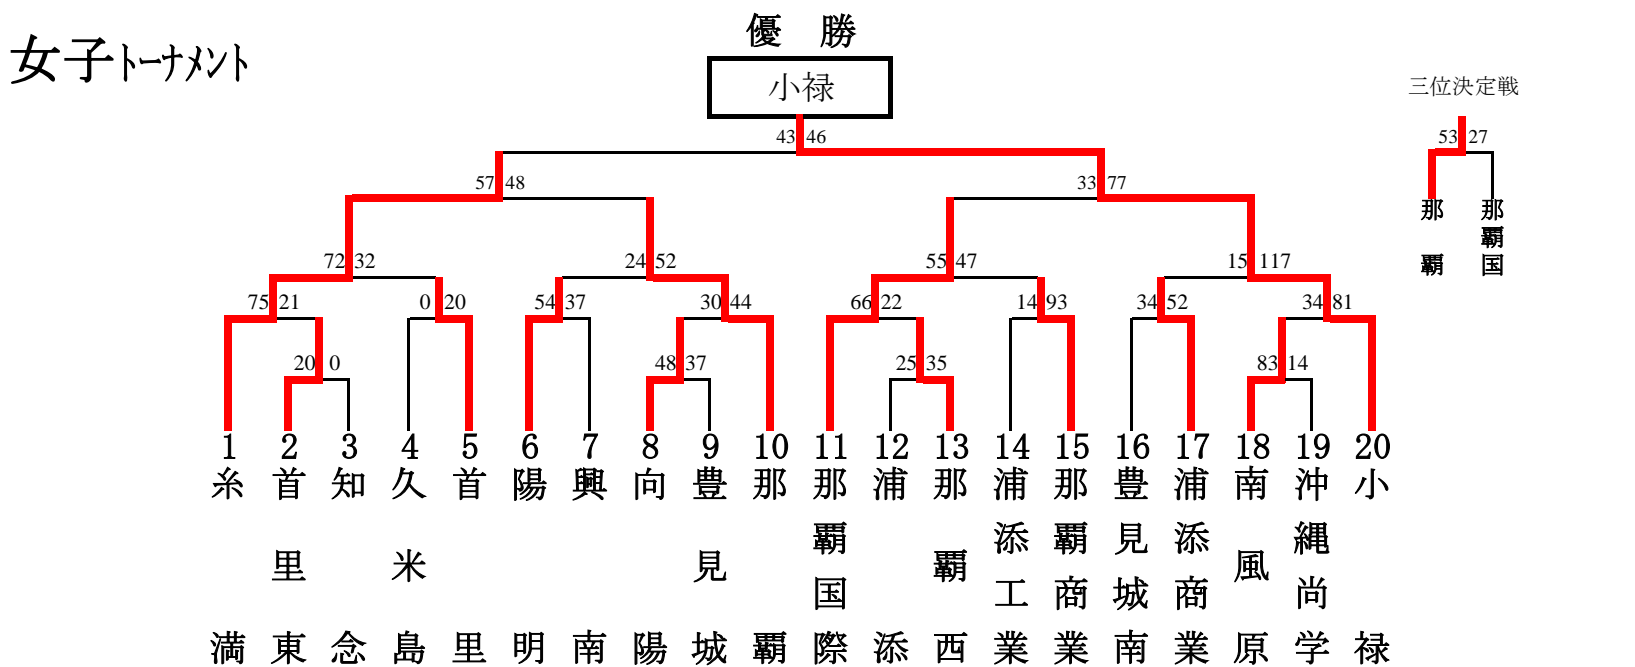 優 勝
女子ﾄｰﾅﾒﾝﾄ
小禄
三位決定戦
43 46
53 27
57 48
33 77
那覇
那覇国
72 32
24 52
55 47
15 117
75 21
0 20
54 37
30 44
66 22
14 93
34 52
34 81
20 0
48 37
25 35
83 14
1 糸満
2 首里東
3 知念
4 久米島
5 首里
6 陽明
7 興南
8 向陽
9 豊見城
10 那覇
11 那覇国際
12 浦添
13 那覇西
14 浦添工業
15 那覇商業
16 豊見城南
17 浦添商業
18 南風原
19 沖縄尚学
20 小禄